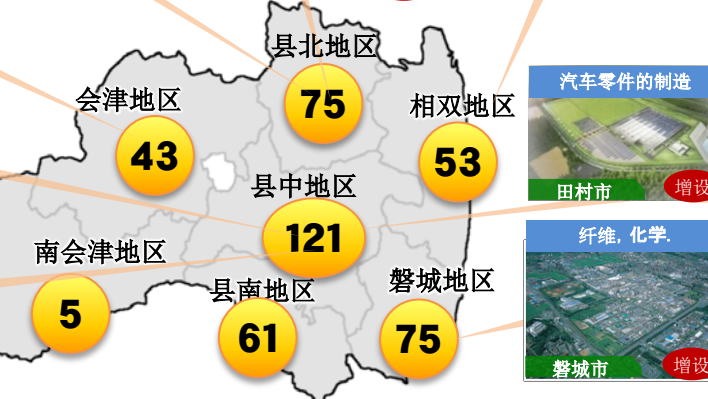 县北地区
75
会津地区
43
相双地区
53
县中地区
121
南会津地区
5
县南地区
61
磐城地区
75
汽车零件的制造
田村市
增设
纤维, 化学.
磐城市
增设